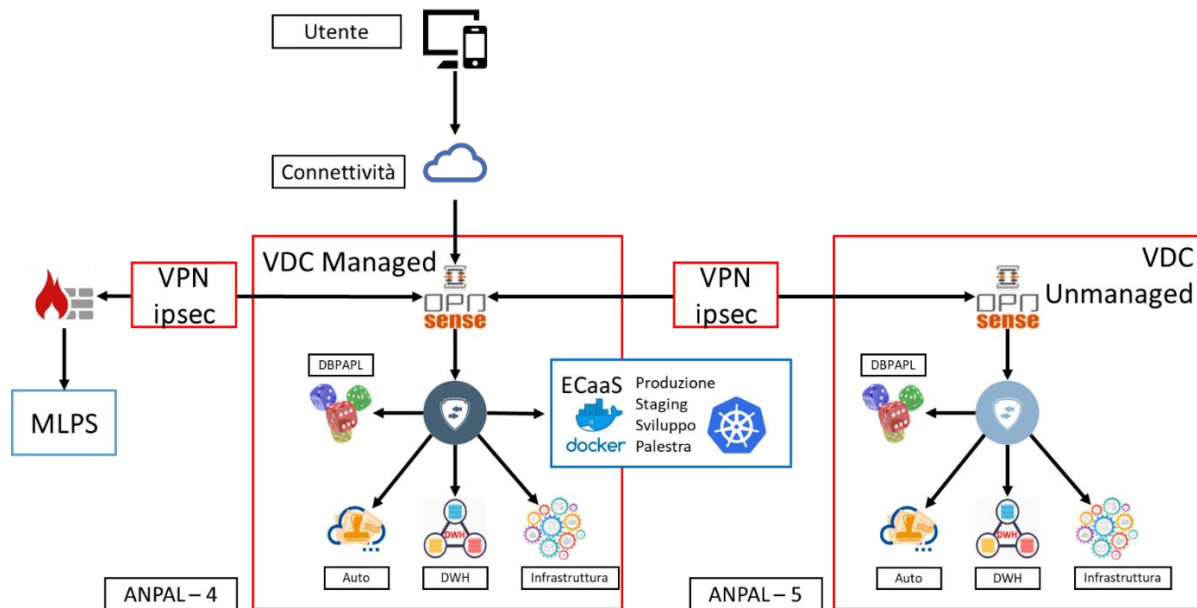 Utente
Connettività
VDC Managed
VDC
Unmanaged
VPN
ipsec
VPN
ipsec
OPN
sense
OPN
sense
MLPS
DBPAPL
ECaaS
docker
Produzione
Staging
Sviluppo
Palestra
DBPAPL
DWH
DWH
Auto
DWH
Infrastruttura
Auto
DWH
Infrastruttura
ANPAL – 4
ANPAL – 5